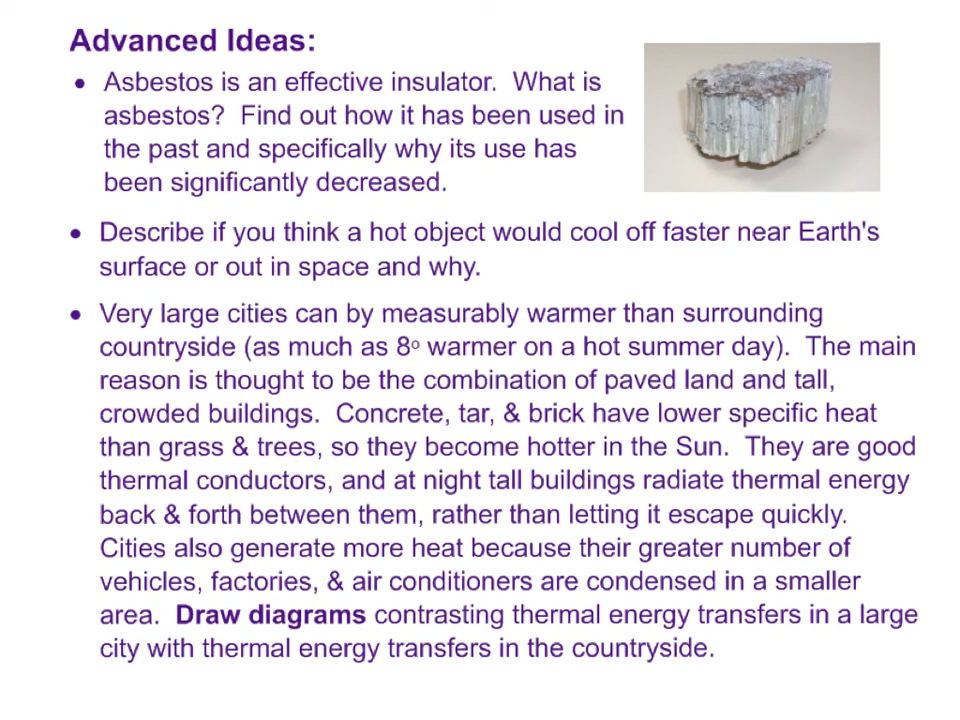 Advanced Ideas:
• Asbestos is an effective insulator. What is
asbestos? Find out how it has been used in
the past and specifically why its use has
been significantly decreased.
• Describe if you think a hot object would cool off faster near Earth's
surface or out in space and why.
• Very large cities can by measurably warmer than surrounding
countryside (as much as 8º warmer on a hot summer day). The main
reason is thought to be the combination of paved land and tall,
crowded buildings. Concrete, tar, & brick have lower specific heat
than grass & trees, so they become hotter in the Sun. They are good
thermal conductors, and at night tall buildings radiate thermal energy
back & forth between them, rather than letting it escape quickly.
Cities also generate more heat because their greater number of
vehicles, factories, & air conditioners are condensed in a smaller
area. Draw diagrams contrasting thermal energy transfers in a large
city with thermal energy transfers in the countryside.